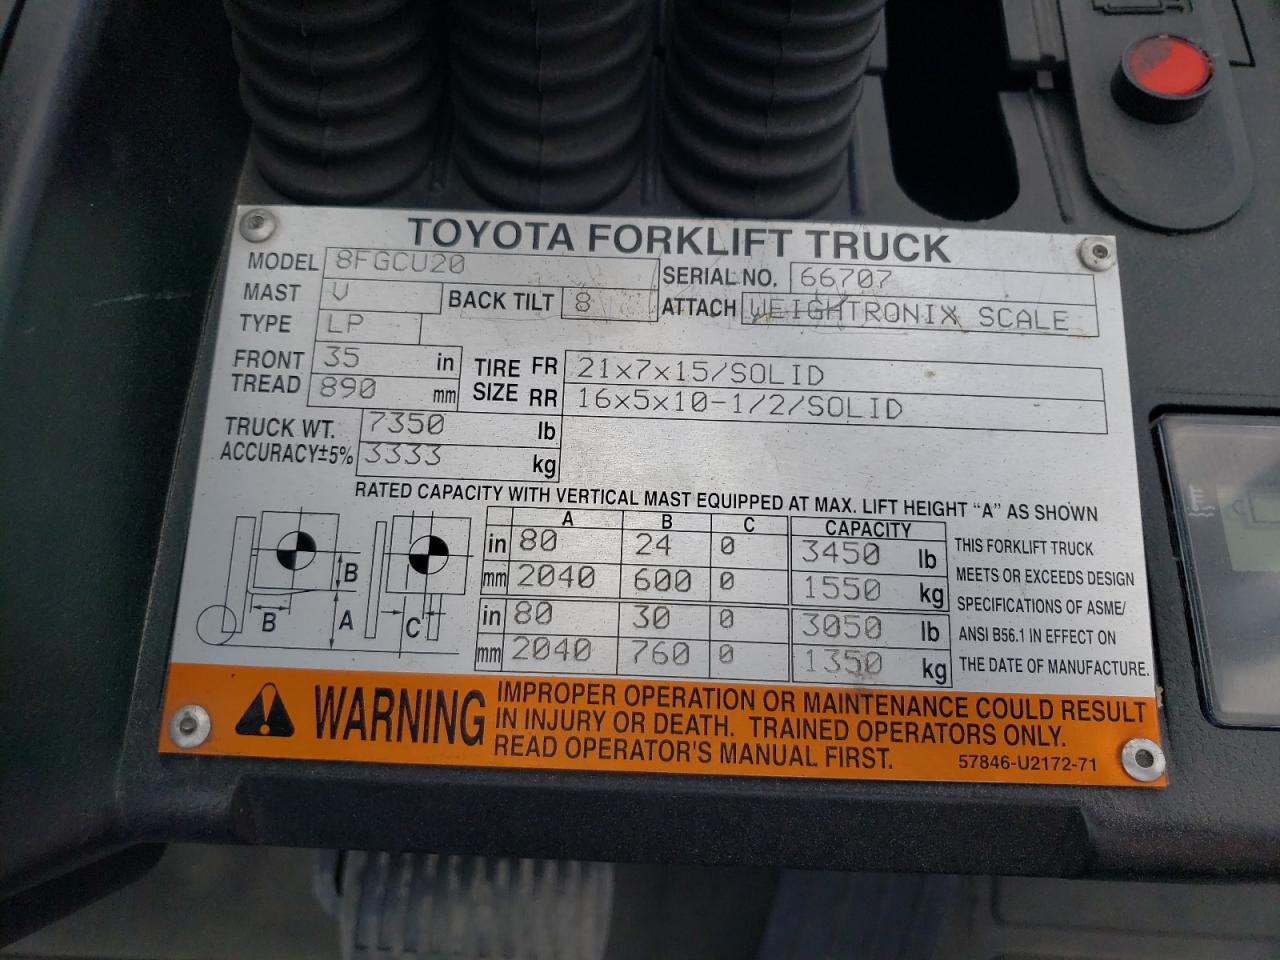 TOYOTA FORKLIFT TRUCK
MODEL 8FGCU20 SERIAL NO. 66707
MAST V BACK TILT 8 ATTACH WEIGHTRONIX SCALE
TYPE LP
FRONT TREAD 35 in TIRE SIZE FR 21x7x15/SOLID
890 mm RR 16x5x10-1/2/SOLID
TRUCK WT. 7350 lb
ACCURACY±5% 3333 kg
RATED CAPACITY WITH VERTICAL MAST EQUIPPED AT MAX. LIFT HEIGHT "A" AS SHOWN
A B C CAPACITY
in 80 24 0 3450 lb
mm 2040 600 0 1550 kg
in 80 30 0 3050 lb
mm 2040 760 0 1350 kg
B
B A C
THIS FORKLIFT TRUCK
MEETS OR EXCEEDS DESIGN
SPECIFICATIONS OF ASME/
ANSI B56.1 IN EFFECT ON
THE DATE OF MANUFACTURE.
WARNING
IMPROPER OPERATION OR MAINTENANCE COULD RESULT
IN INJURY OR DEATH. TRAINED OPERATORS ONLY.
READ OPERATOR'S MANUAL FIRST.
57846-U2172-71